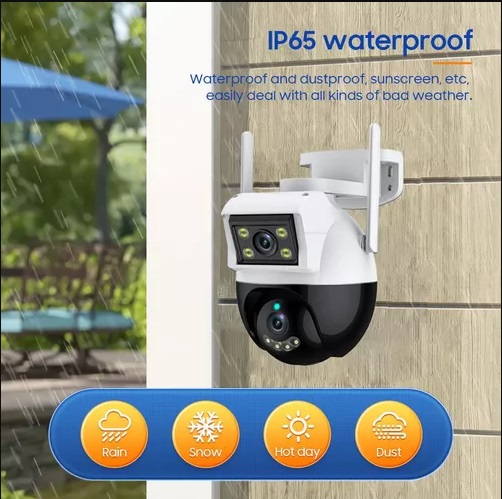 IP65 waterproof
Waterproof and dustproof, sunscreen, etc,
easily deal with all kinds of bad weather.
Rain
Snow
Hot day
Dust